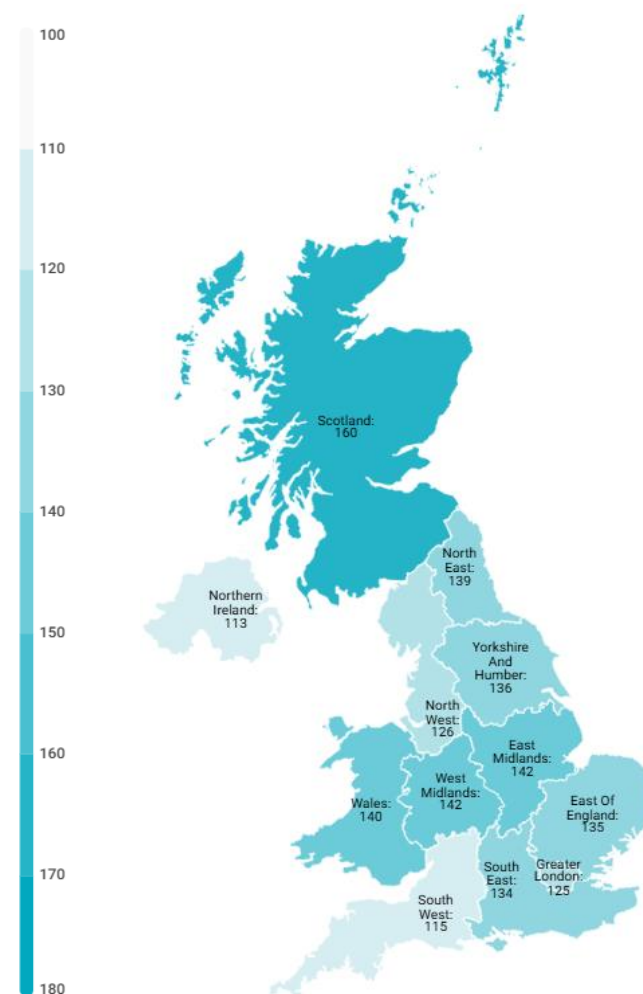 100
110
120
130
140
150
160
170
180
Scotland:
160
North
East:
139
Northern
Ireland:
113
Yorkshire
And
Humber:
136
North
West:
126
East
Midlands:
142
West
Midlands:
142
Wales:
140
East Of
England:
135
South
East:
134
Greater
London:
125
South
West:
115